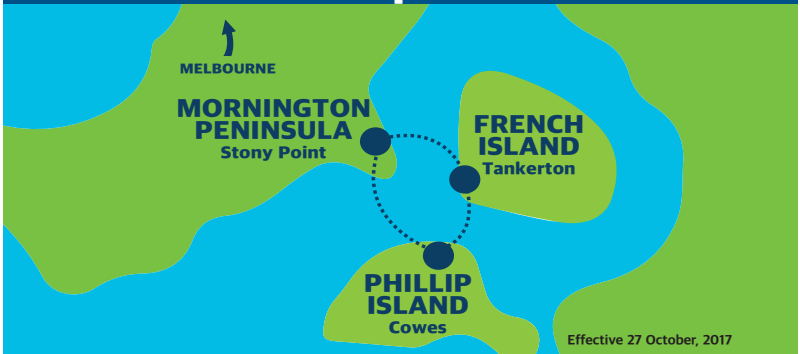 MELBOURNE
MORNINGTON
PENINSULA
Stony Point
FRENCH
ISLAND
Tankerton
PHILLIP
ISLAND
Cowes
Effective 27 October, 2017